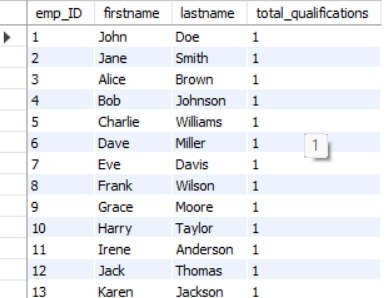 emp_ID firstname lastname total_qualifications
1 John Doe 1
2 Jane Smith 1
3 Alice Brown 1
4 Bob Johnson 1
5 Charlie Williams 1
6 Dave Miller 1 1
7 Eve Davis 1
8 Frank Wilson 1
9 Grace Moore 1
10 Harry Taylor 1
11 Irene Anderson 1
12 Jack Thomas 1
13 Karen Jackson 1